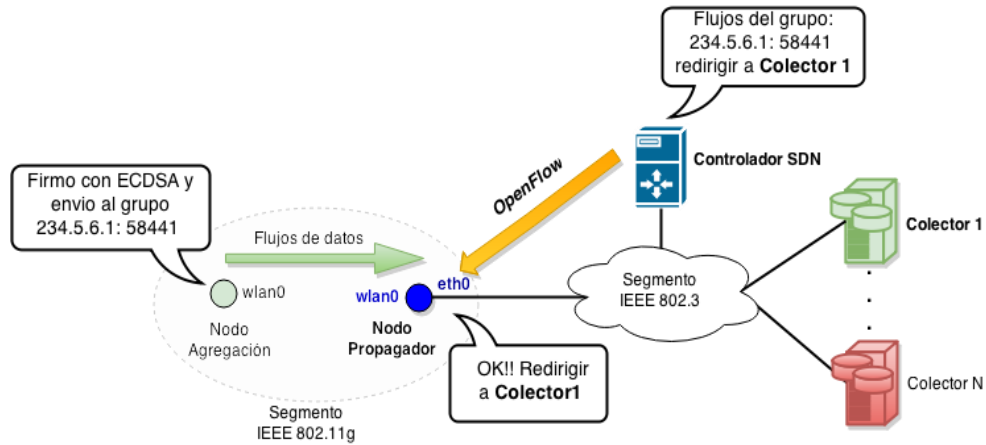 Flujos del grupo:
234.5.6.1: 58441
redirigir a Colector 1
Controlador SDN
OpenFlow
Firmo con ECDSA y
envio al grupo
234.5.6.1: 58441
Flujos de datos
wlan0
Nodo
Agregación
wlan0
eth0
Nodo
Propagador
Segmento
IEEE 802.11g
OK!! Redirigir
a Colector1
Segmento
IEEE 802.3
Colector 1
Colector N